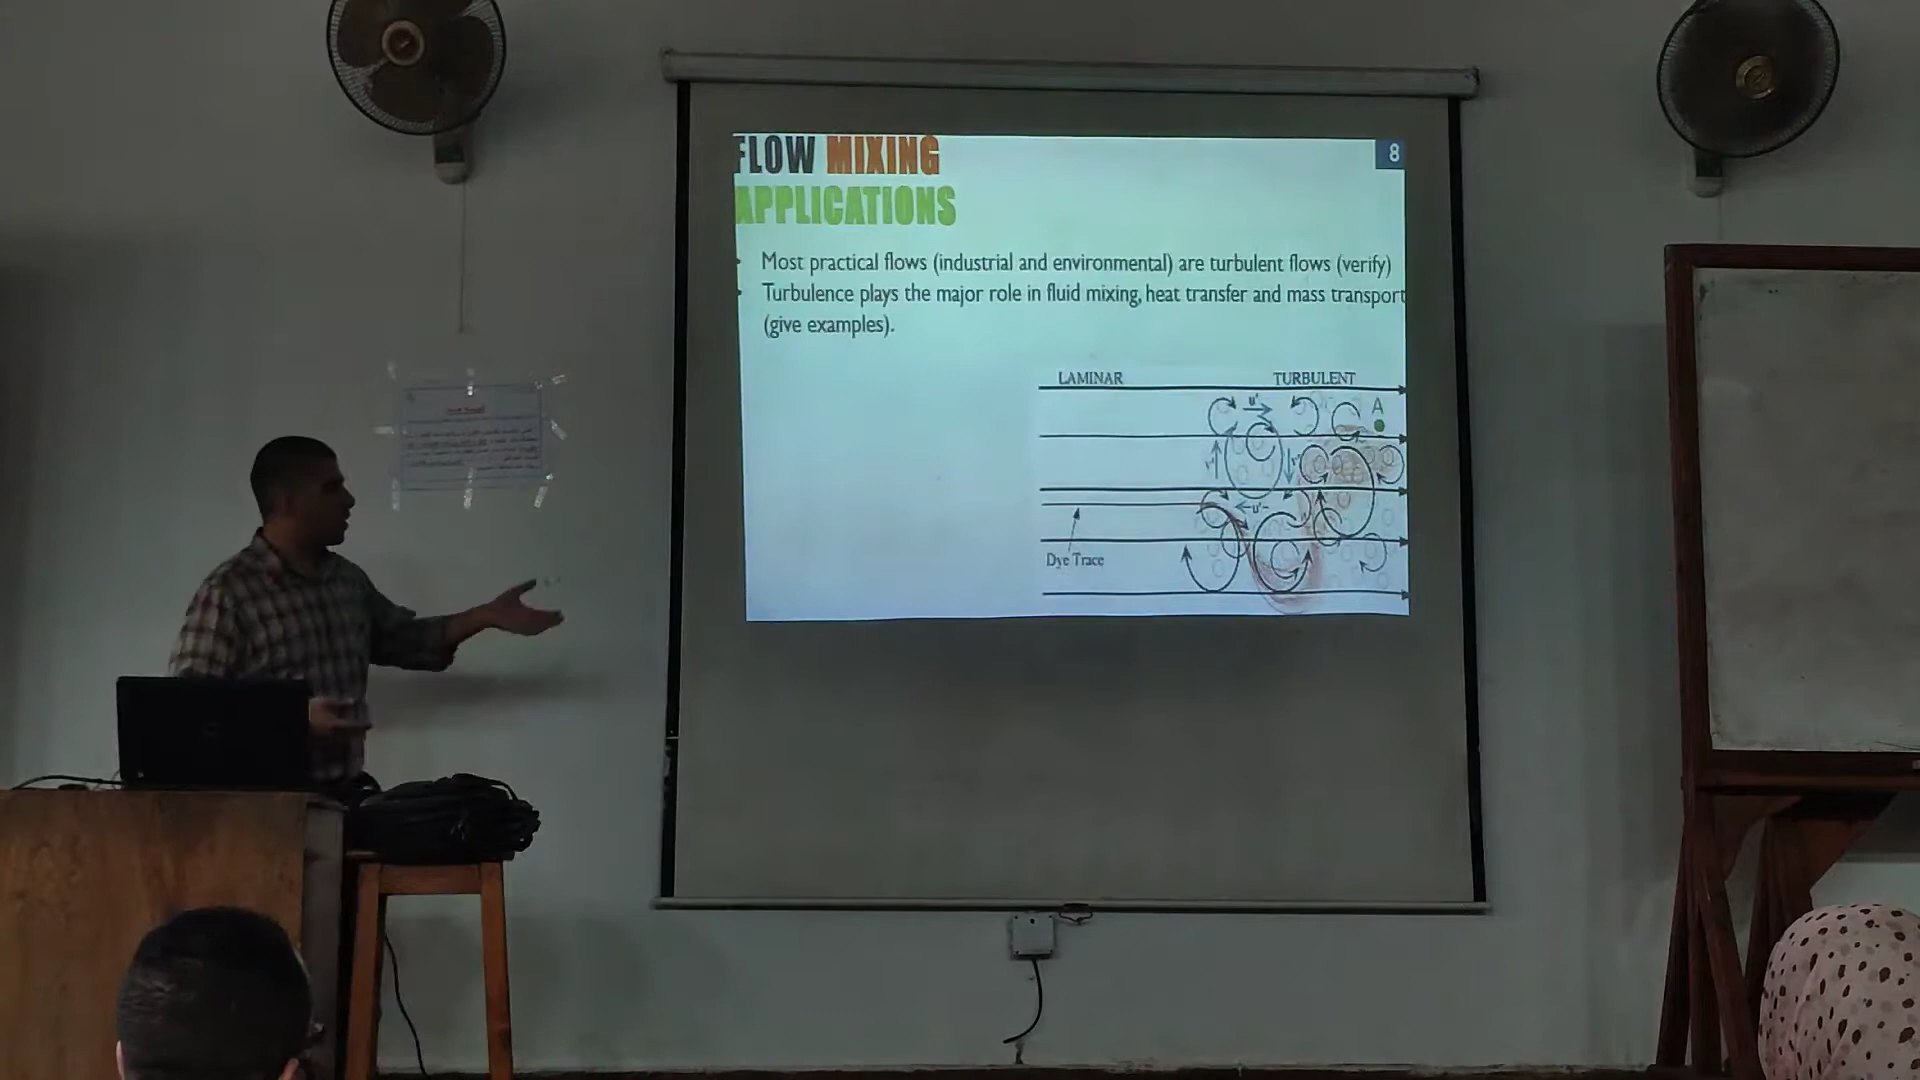 FLOW MIXING
APPLICATIONS
8
Most practical flows (industrial and environmental) are turbulent flows (verify)
Turbulence plays the major role in fluid mixing, heat transfer and mass transport
(give examples).
LAMINAR
TURBULENT
A
u'
v'
u'
Dye Trace